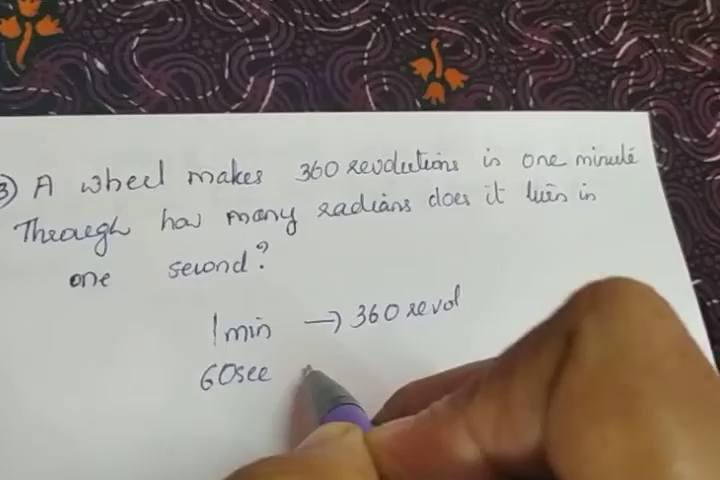 3) A wheel makes 360 revolutions in one minute
Through how many radians does it turn in
one second?
1 min → 360 revol
60sec